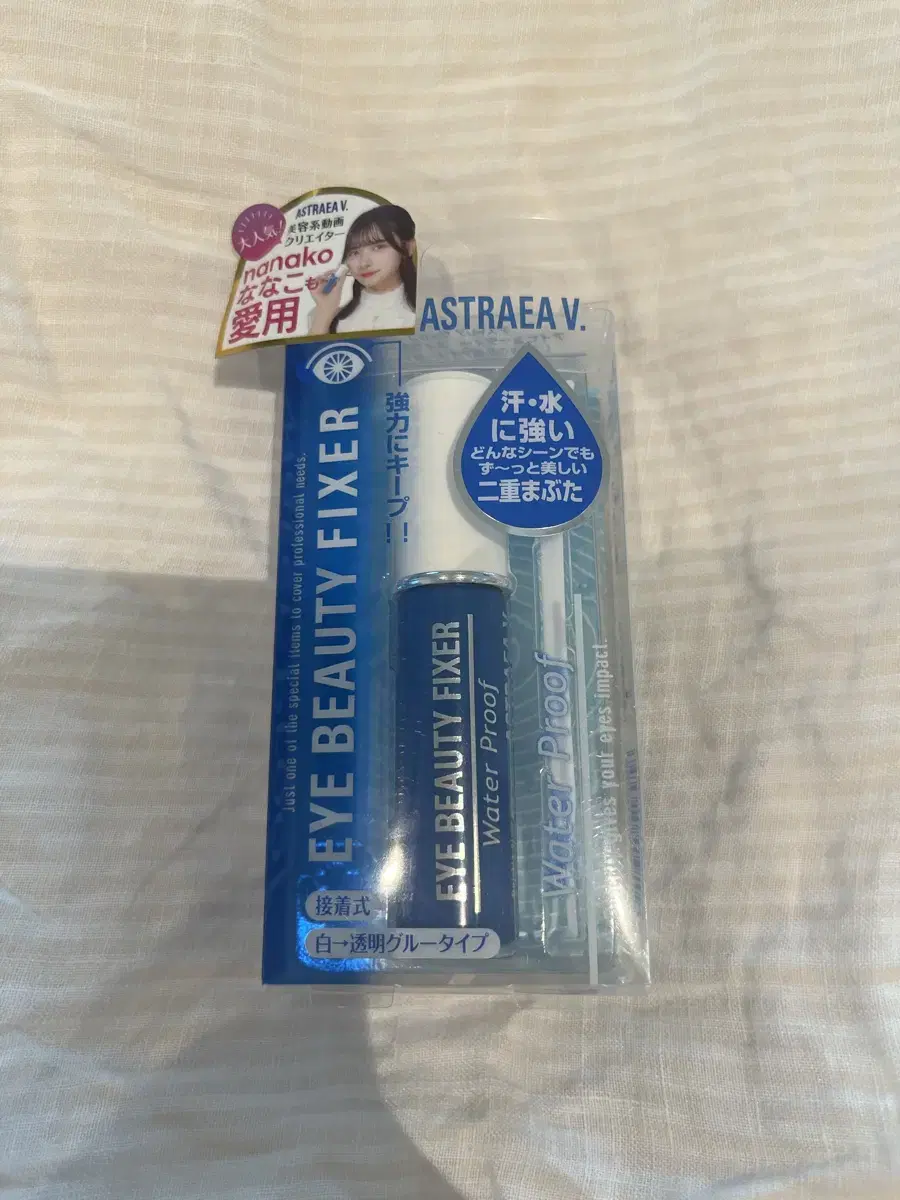 大人気!
ASTRAEA V.
美容系動画
クリエイター
nanako
ななこも
愛用
ASTRAEA V.
汗・水
に強い
どんなシーンでも
ず〜っと美しい
二重まぶた
強力にキープ!!
EYE BEAUTY FIXER
Just one of the special items to cover professional needs.
EYE BEAUTY FIXER
Water Proof
Water Proof
your eyes impact.
接着式
白→透明グルータイプ